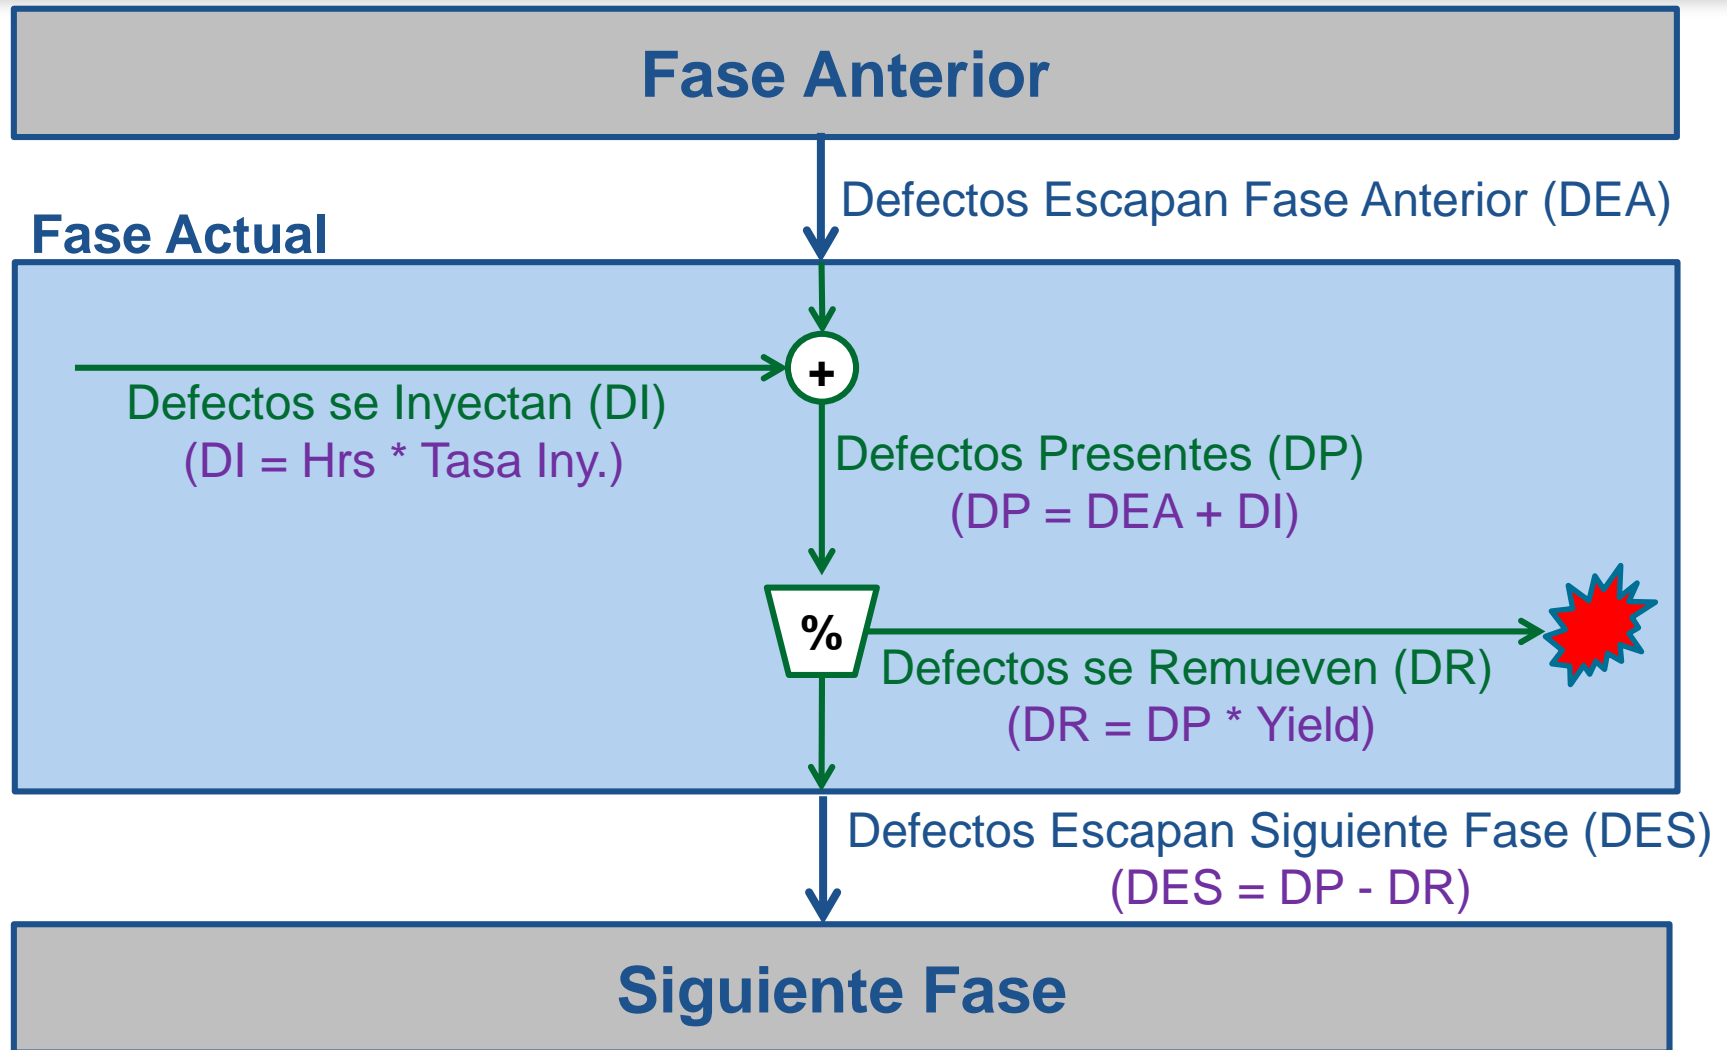 Fase Anterior
Defectos Escapan Fase Anterior (DEA)
Fase Actual
+
Defectos se Inyectan (DI)
(DI = Hrs * Tasa Iny.)
Defectos Presentes (DP)
(DP = DEA + DI)
%
Defectos se Remueven (DR)
(DR = DP * Yield)
Defectos Escapan Siguiente Fase (DES)
(DES = DP - DR)
Siguiente Fase